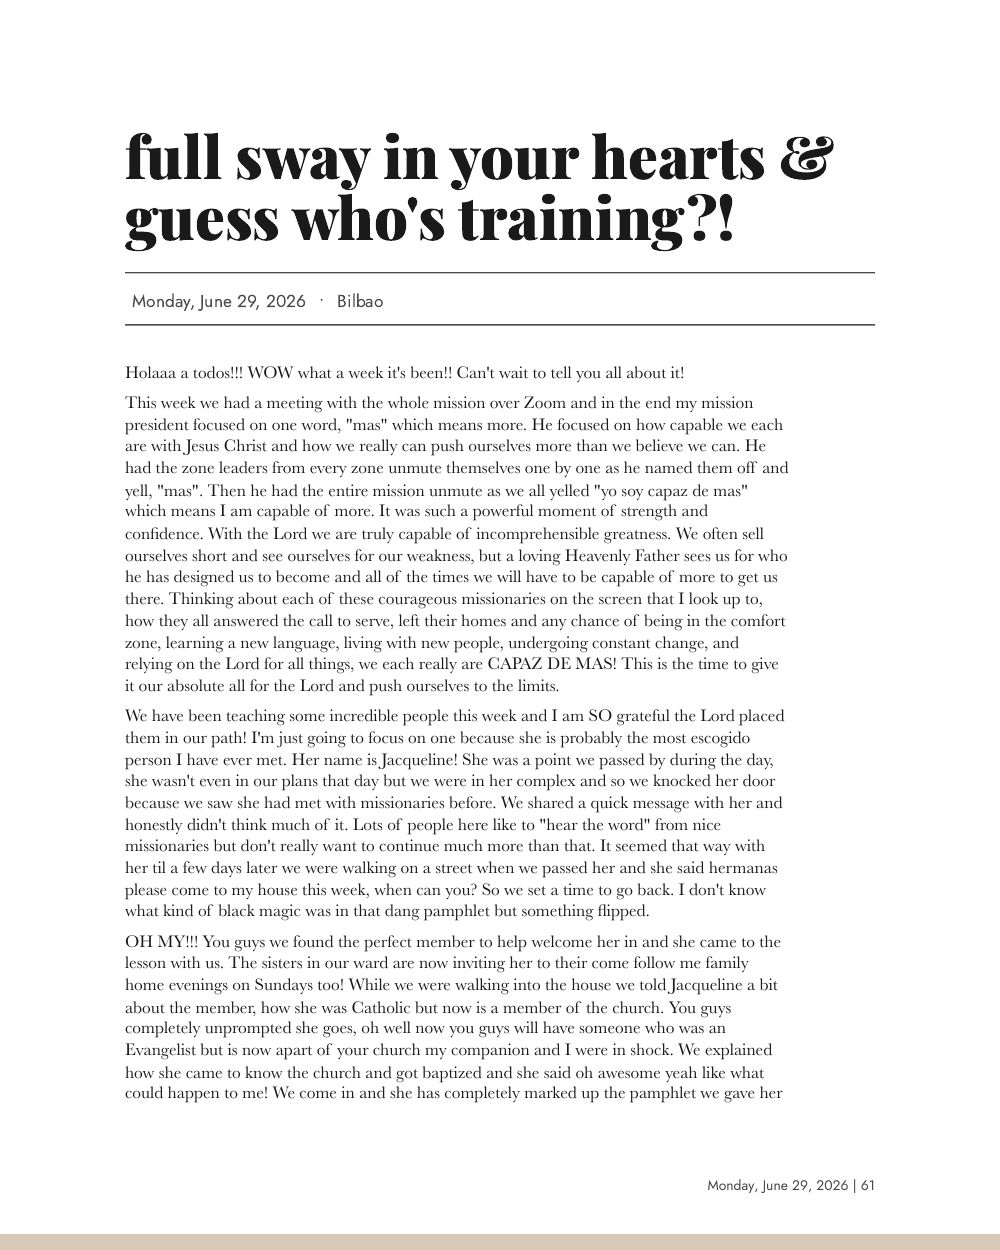 full sway in your hearts &
guess who's training?!
Monday, June 29, 2026 · Bilbao
Holaaa a todos!!! WOW what a week it's been!! Can't wait to tell you all about it!
This week we had a meeting with the whole mission over Zoom and in the end my mission
president focused on one word, "mas" which means more. He focused on how capable we each
are with Jesus Christ and how we really can push ourselves more than we believe we can. He
had the zone leaders from every zone unmute themselves one by one as he named them off and
yell, "mas". Then he had the entire mission unmute as we all yelled "yo soy capaz de mas"
which means I am capable of more. It was such a powerful moment of strength and
confidence. With the Lord we are truly capable of incomprehensible greatness. We often sell
ourselves short and see ourselves for our weakness, but a loving Heavenly Father sees us for who
he has designed us to become and all of the times we will have to be capable of more to get us
there. Thinking about each of these courageous missionaries on the screen that I look up to,
how they all answered the call to serve, left their homes and any chance of being in the comfort
zone, learning a new language, living with new people, undergoing constant change, and
relying on the Lord for all things, we each really are CAPAZ DE MAS! This is the time to give
it our absolute all for the Lord and push ourselves to the limits.
We have been teaching some incredible people this week and I am SO grateful the Lord placed
them in our path! I'm just going to focus on one because she is probably the most escogido
person I have ever met. Her name is Jacqueline! She was a point we passed by during the day,
she wasn't even in our plans that day but we were in her complex and so we knocked her door
because we saw she had met with missionaries before. We shared a quick message with her and
honestly didn't think much of it. Lots of people here like to "hear the word" from nice
missionaries but don't really want to continue much more than that. It seemed that way with
her til a few days later we were walking on a street when we passed her and she said hermanas
please come to my house this week, when can you? So we set a time to go back. I don't know
what kind of black magic was in that dang pamphlet but something flipped.
OH MY!!! You guys we found the perfect member to help welcome her in and she came to the
lesson with us. The sisters in our ward are now inviting her to their come follow me family
home evenings on Sundays too! While we were walking into the house we told Jacqueline a bit
about the member, how she was Catholic but now is a member of the church. You guys
completely unprompted she goes, oh well now you guys will have someone who was an
Evangelist but is now apart of your church my companion and I were in shock. We explained
how she came to know the church and got baptized and she said oh awesome yeah like what
could happen to me! We come in and she has completely marked up the pamphlet we gave her
Monday, June 29, 2026 | 61